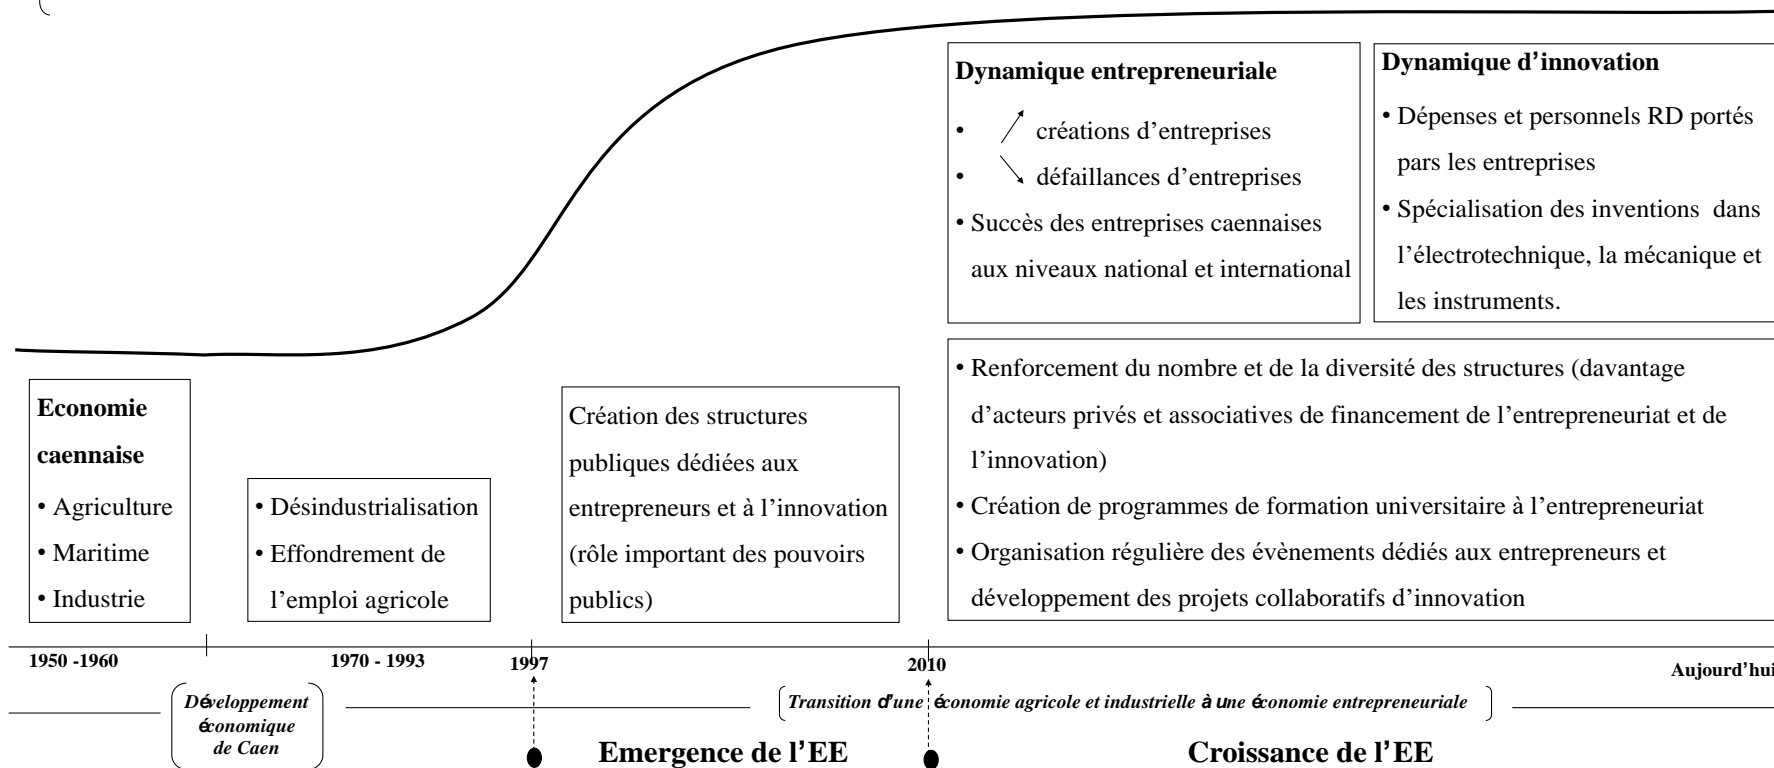 Dynamique entrepreneuriale
• créations d’entreprises
• défaillances d’entreprises
• Succès des entreprises caennaises
aux niveaux national et international
Dynamique d’innovation
• Dépenses et personnels RD portés
pars les entreprises
• Spécialisation des inventions dans
l’électrotechnique, la mécanique et
les instruments.
Economie
caennaise
• Agriculture
• Maritime
• Industrie
• Désindustrialisation
• Effondrement de
l’emploi agricole
Création des structures
publiques dédiées aux
entrepreneurs et à l’innovation
(rôle important des pouvoirs
publics)
• Renforcement du nombre et de la diversité des structures (davantage
d’acteurs privés et associatives de financement de l’entrepreneuriat et de
l’innovation)
• Création de programmes de formation universitaire à l’entrepreneuriat
• Organisation régulière des évènements dédiés aux entrepreneurs et
développement des projets collaboratifs d’innovation
1950 -1960
1970 - 1993
1997
2010
Aujourd’hui
Développement
économique
de Caen
Transition d’une économie agricole et industrielle à une économie entrepreneuriale
Emergence de l’EE
Croissance de l’EE